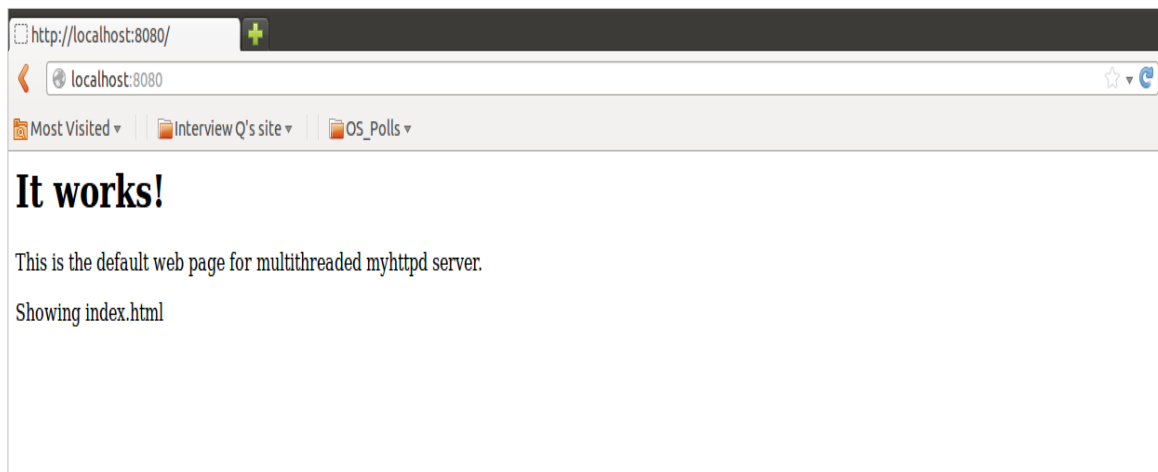 http://localhost:8080/
localhost:8080
Most Visited Interview Q's site OS_Polls
It works!
This is the default web page for multithreaded myhttpd server.
Showing index.html